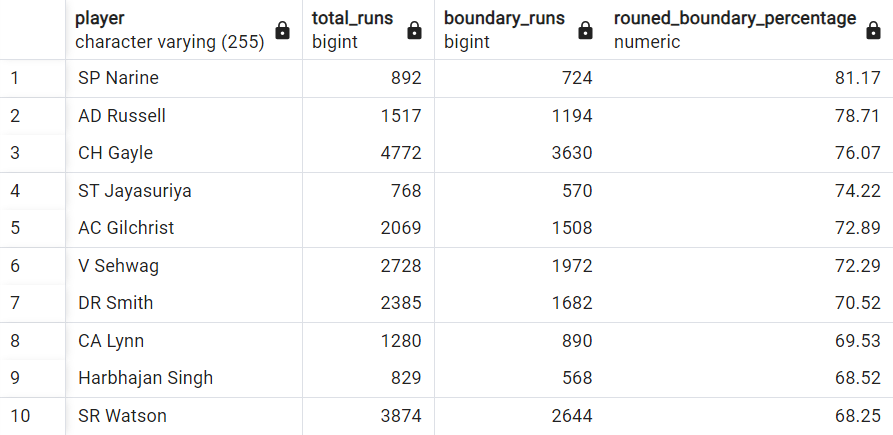 player total_runs boundary_runs rouned_boundary_percentage
character varying (255) bigint bigint numeric
1 SP Narine 892 724 81.17
2 AD Russell 1517 1194 78.71
3 CH Gayle 4772 3630 76.07
4 ST Jayasuriya 768 570 74.22
5 AC Gilchrist 2069 1508 72.89
6 V Sehwag 2728 1972 72.29
7 DR Smith 2385 1682 70.52
8 CA Lynn 1280 890 69.53
9 Harbhajan Singh 829 568 68.52
10 SR Watson 3874 2644 68.25